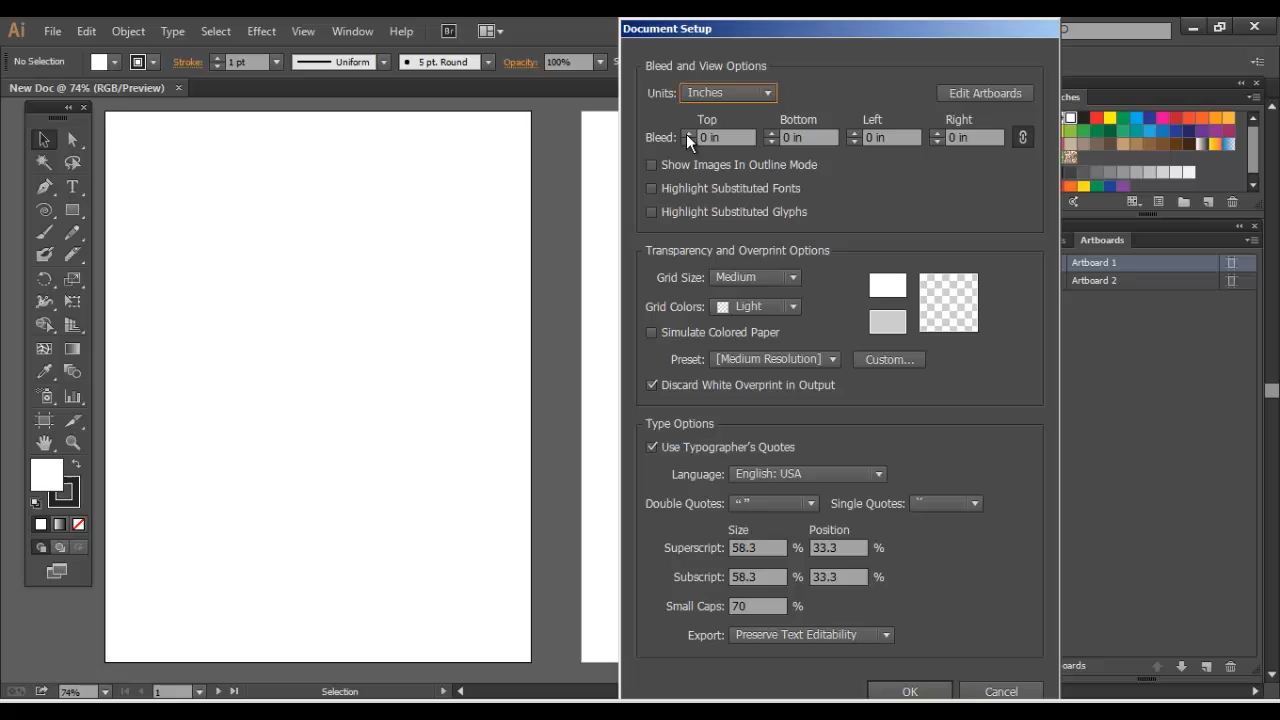 Ai File Edit Object Type Select Effect View Window Help Br
No Selection Stroke: 1 pt Uniform 5 pt. Round Opacity: 100%
New Doc @ 74% (RGB/Preview)
Document Setup
Bleed and View Options
Units: Inches Edit Artboards
Top Bottom Left Right
Bleed: 0 in 0 in 0 in 0 in
Show Images In Outline Mode
Highlight Substituted Fonts
Highlight Substituted Glyphs
Transparency and Overprint Options
Grid Size: Medium
Grid Colors: Light
Simulate Colored Paper
Preset: [Medium Resolution] Custom...
Discard White Overprint in Output
Type Options
Use Typographer's Quotes
Language: English: USA
Double Quotes: “ ” Single Quotes:
Size Position
Superscript: 58.3 % 33.3 %
Subscript: 58.3 % 33.3 %
Small Caps: 70 %
Export: Preserve Text Editability
OK Cancel
ches
Artboards
Artboard 1
Artboard 2
oards
74% 1 Selection